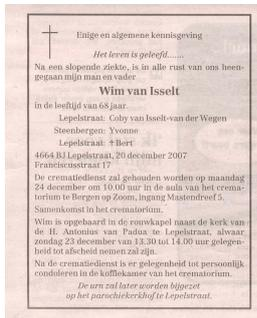 Enige en algemene kennisgeving
Het leven is geleefd.......
Na een slopende ziekte, is in alle rust van ons heen-
gegaan mijn man en vader
Wim van Isselt
in de leeftijd van 68 jaar.
Lepelstraat: Coby van Isselt-van der Wegen
Steenbergen: Yvonne
Lepelstraat: ✝Bert
4664 BJ Lepelstraat, 20 december 2007
Franciscusstraat 17
De crematiedienst zal gehouden worden op maandag
24 december om 10.00 uur in de aula van het crema-
torium te Bergen op Zoom, ingang Mastendreef 5.
Samenkomst in het crematorium.
Wim is opgebaard in de rouwkapel naast de kerk van
de H. Antonius van Padua te Lepelstraat, alwaar
zondag 23 december van 13.30 tot 14.00 uur gelegen-
heid tot afscheid nemen zal zijn.
Na de crematiedienst is er gelegenheid tot persoonlijk
condoleren in de koffiekamer van het crematorium.
De urn zal later worden bijgezet
op het parochiekerkhof te Lepelstraat.